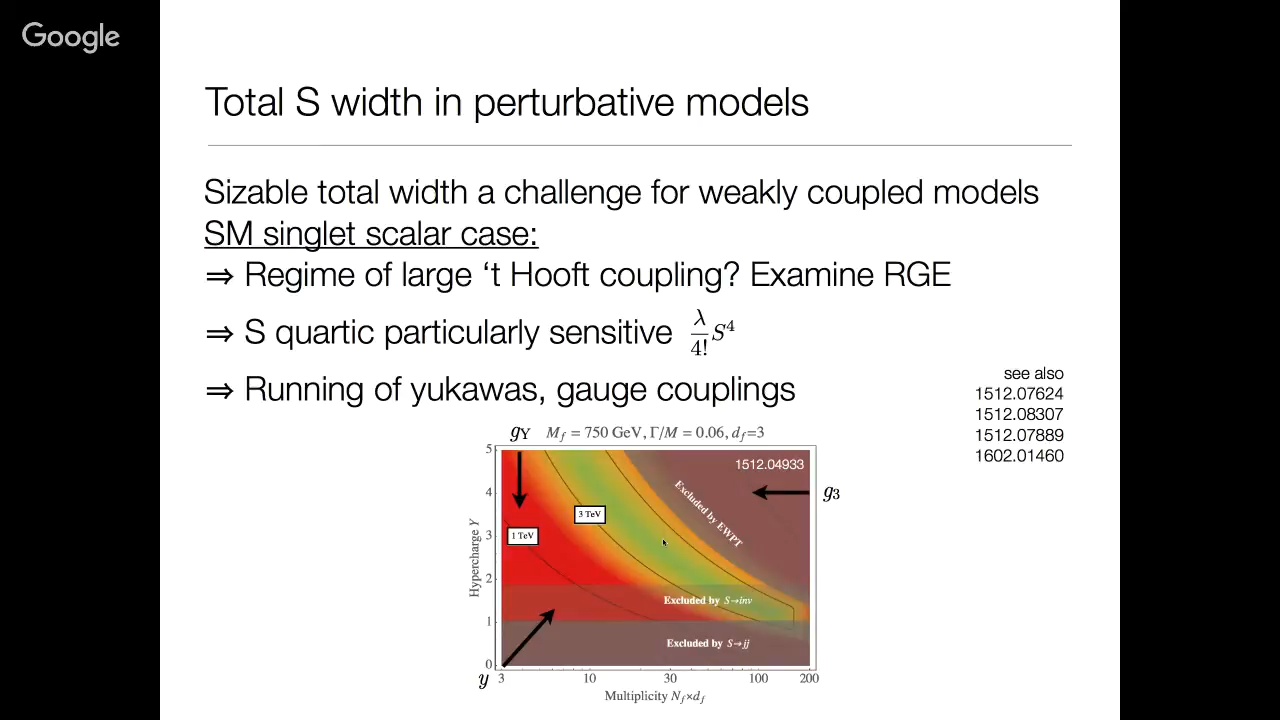 Google
Total S width in perturbative models
Sizable total width a challenge for weakly coupled models
SM singlet scalar case:
⇒ Regime of large ‘t Hooft coupling? Examine RGE
⇒ S quartic particularly sensitive λ/4! S⁴
⇒ Running of yukawas, gauge couplings
see also
1512.07624
1512.08307
1512.07889
1602.01460
gY
M_f = 750 GeV, Γ/M = 0.06, d_f=3
1512.04933
g₃
Excluded by EWPT
3 TeV
1 TeV
Excluded by S→inv
Excluded by S→jj
Hypercharge Y
5
4
3
2
1
0
y
3 10 30 100 200
Multiplicity N_f×d_f